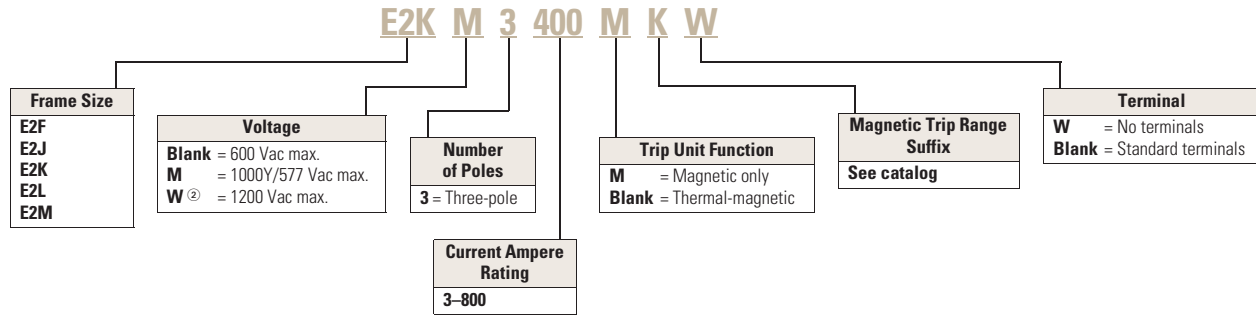 E2K M 3 400 M K W
Frame Size
E2F
E2J
E2K
E2L
E2M
Voltage
Blank = 600 Vac max.
M = 1000Y/577 Vac max.
W ② = 1200 Vac max.
Number
of Poles
3 = Three-pole
Current Ampere
Rating
3–800
Trip Unit Function
M = Magnetic only
Blank = Thermal-magnetic
Magnetic Trip Range
Suffix
See catalog
Terminal
W = No terminals
Blank = Standard terminals